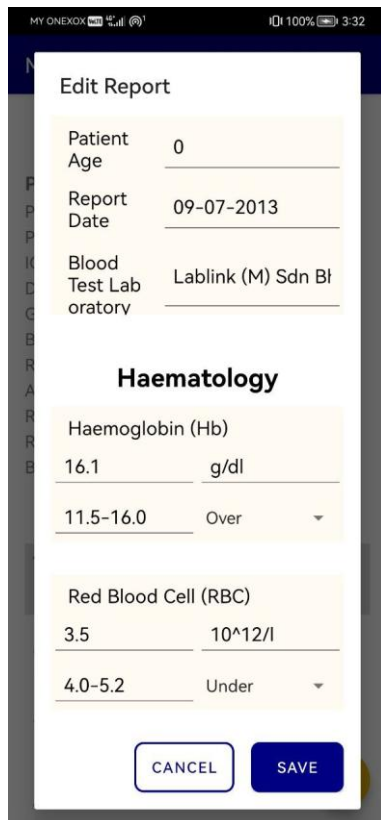 MY ONEXOX 3:32
100%
Edit Report
Patient
Age
0
Report
Date
09-07-2013
Blood
Test Lab
oratory
Lablink (M) Sdn Bh
Haematology
Haemoglobin (Hb)
16.1 g/dl
11.5-16.0 Over
Red Blood Cell (RBC)
3.5 10^12/l
4.0-5.2 Under
CANCEL SAVE